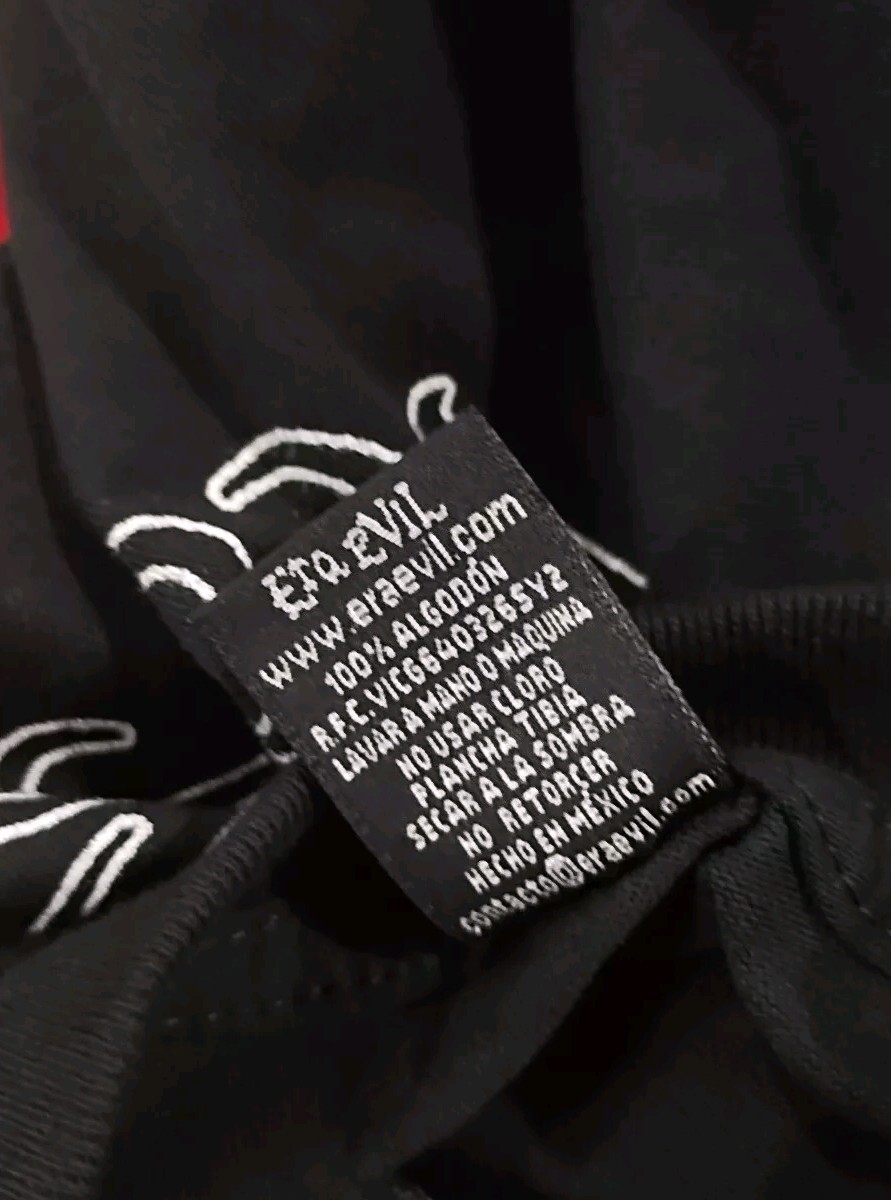 Era EVIL
www.eraevil.com
100% ALGODÓN
R.F.C. VIC6640326SY2
LAVAR A MANO O MAQUINA
NO USAR CLORO
PLANCHA TIBIA
SECAR A LA SOMBRA
NO RETORCER
HECHO EN MÉXICO
contacto@eraevil.com